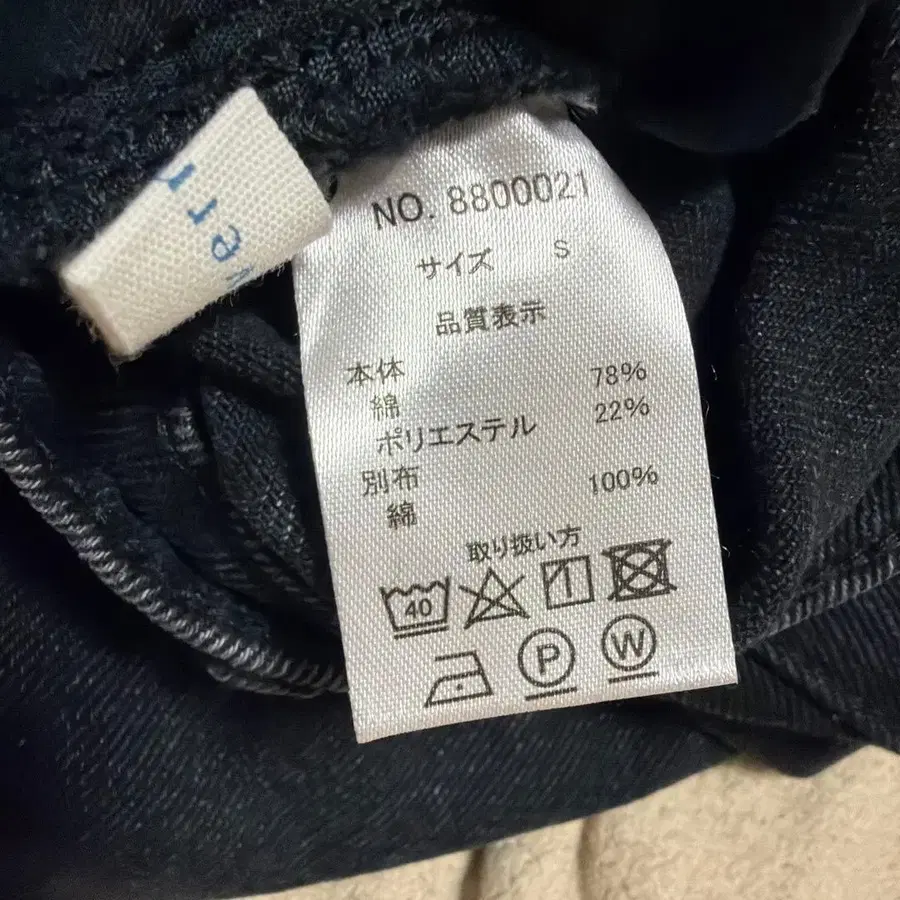 NO. 8800021
サイズ S
品質表示
本体
綿 78%
ポリエステル 22%
別布
綿 100%
取り扱い方
40
P W